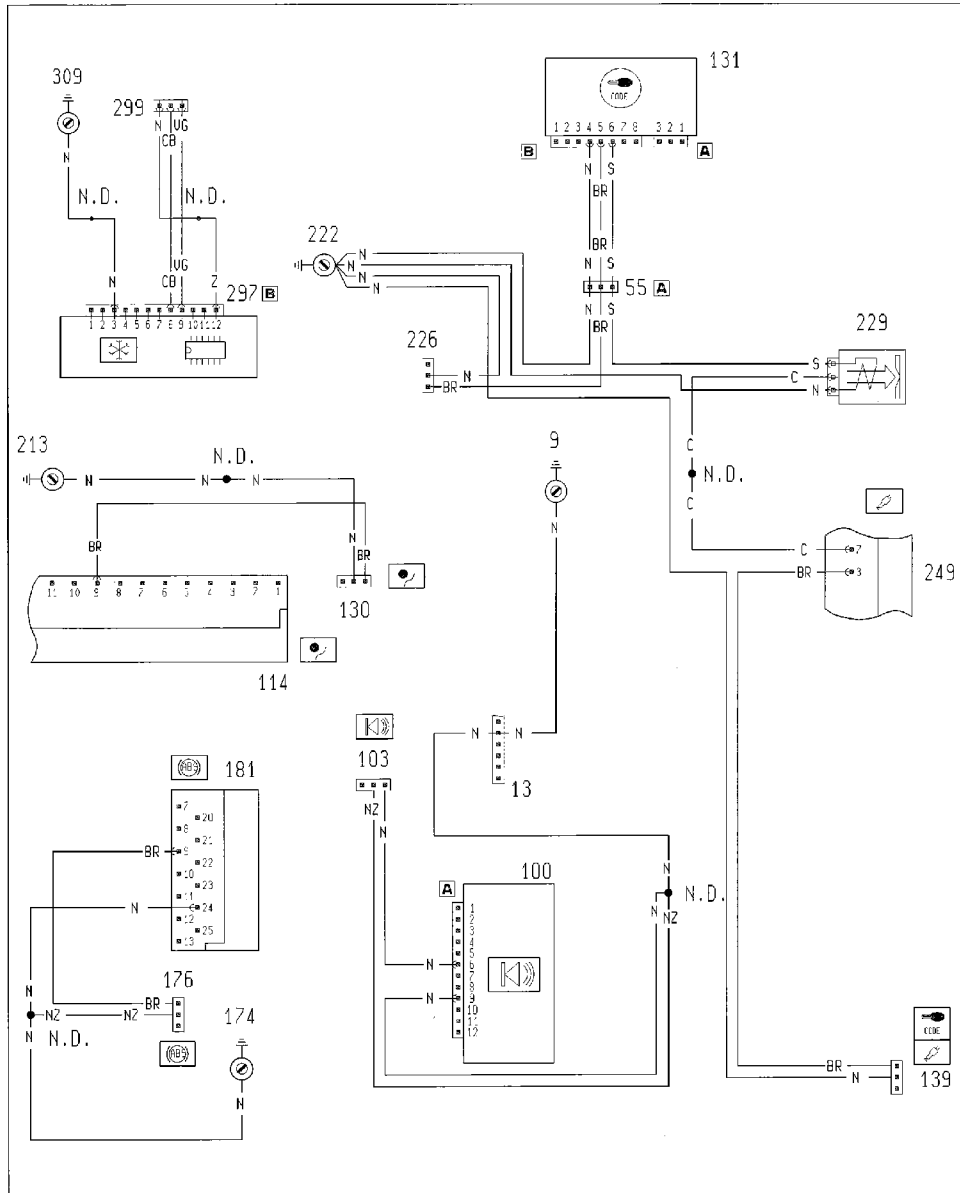 309
299
N
VG
CB
N
N.D.
N.D.
N
VG
CB
Z
297 B
1 2 3 4 5 6 7 8 9 10 11 12
131
CODE
1 2 3 4 5 6 7 8 3 2 1
B
A
N
S
BR
BR
N
S
55 A
N
S
BR
222
N
N
N
N
226
N
BR
229
S
C
N
C
N.D.
C
C
7
BR
3
249
213
N.D.
N
N
N
N
BR
BR
11 10 9 8 7 6 5 4 3 2 1
130
114
9
N
N
N
13
103
NZ
N
ABS
181
7
20
8
21
BR
9
22
10
23
11
N
24
12
25
13
176
BR
N
NZ
NZ
N
N.D.
ABS
174
N
100
A
1
2
3
4
5
N
6
7
8
N
9
10
11
12
N
N.D.
N
NZ
CODE
BR
N
139